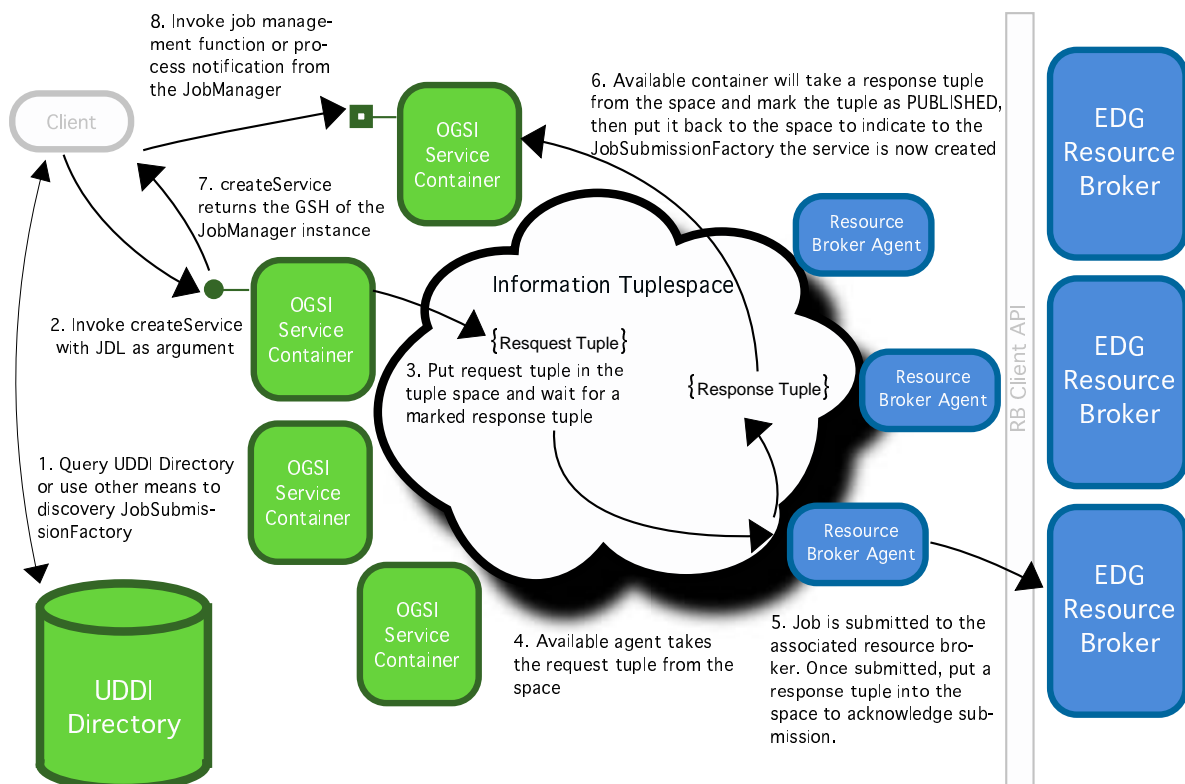 8. Invoke job manage-
ment function or pro-
cess notification from
the JobManager
Client
OGSI
Service
Container
6. Available container will take a response tuple
from the space and mark the tuple as PUBLISHED,
then put it back to the space to indicate to the
JobSubmissionFactory the service is now created
EDG
Resource
Broker
7. createService
returns the GSH of the
JobManager instance
Resource
Broker Agent
Information Tuplespace
OGSI
Service
Container
2. Invoke createService
with JDL as argument
{Resquest Tuple}
3. Put request tuple in the
tuple space and wait for a
marked response tuple
{Response Tuple}
Resource
Broker Agent
RB Client API
EDG
Resource
Broker
1. Query UDDI Directory
or use other means to
discovery JobSubmis-
sionFactory
OGSI
Service
Container
Resource
Broker Agent
EDG
Resource
Broker
OGSI
Service
Container
4. Available agent takes
the request tuple from the
space
5. Job is submitted to the
associated resource bro-
ker. Once submitted, put a
response tuple into the
space to acknowledge sub-
mission.
UDDI
Directory